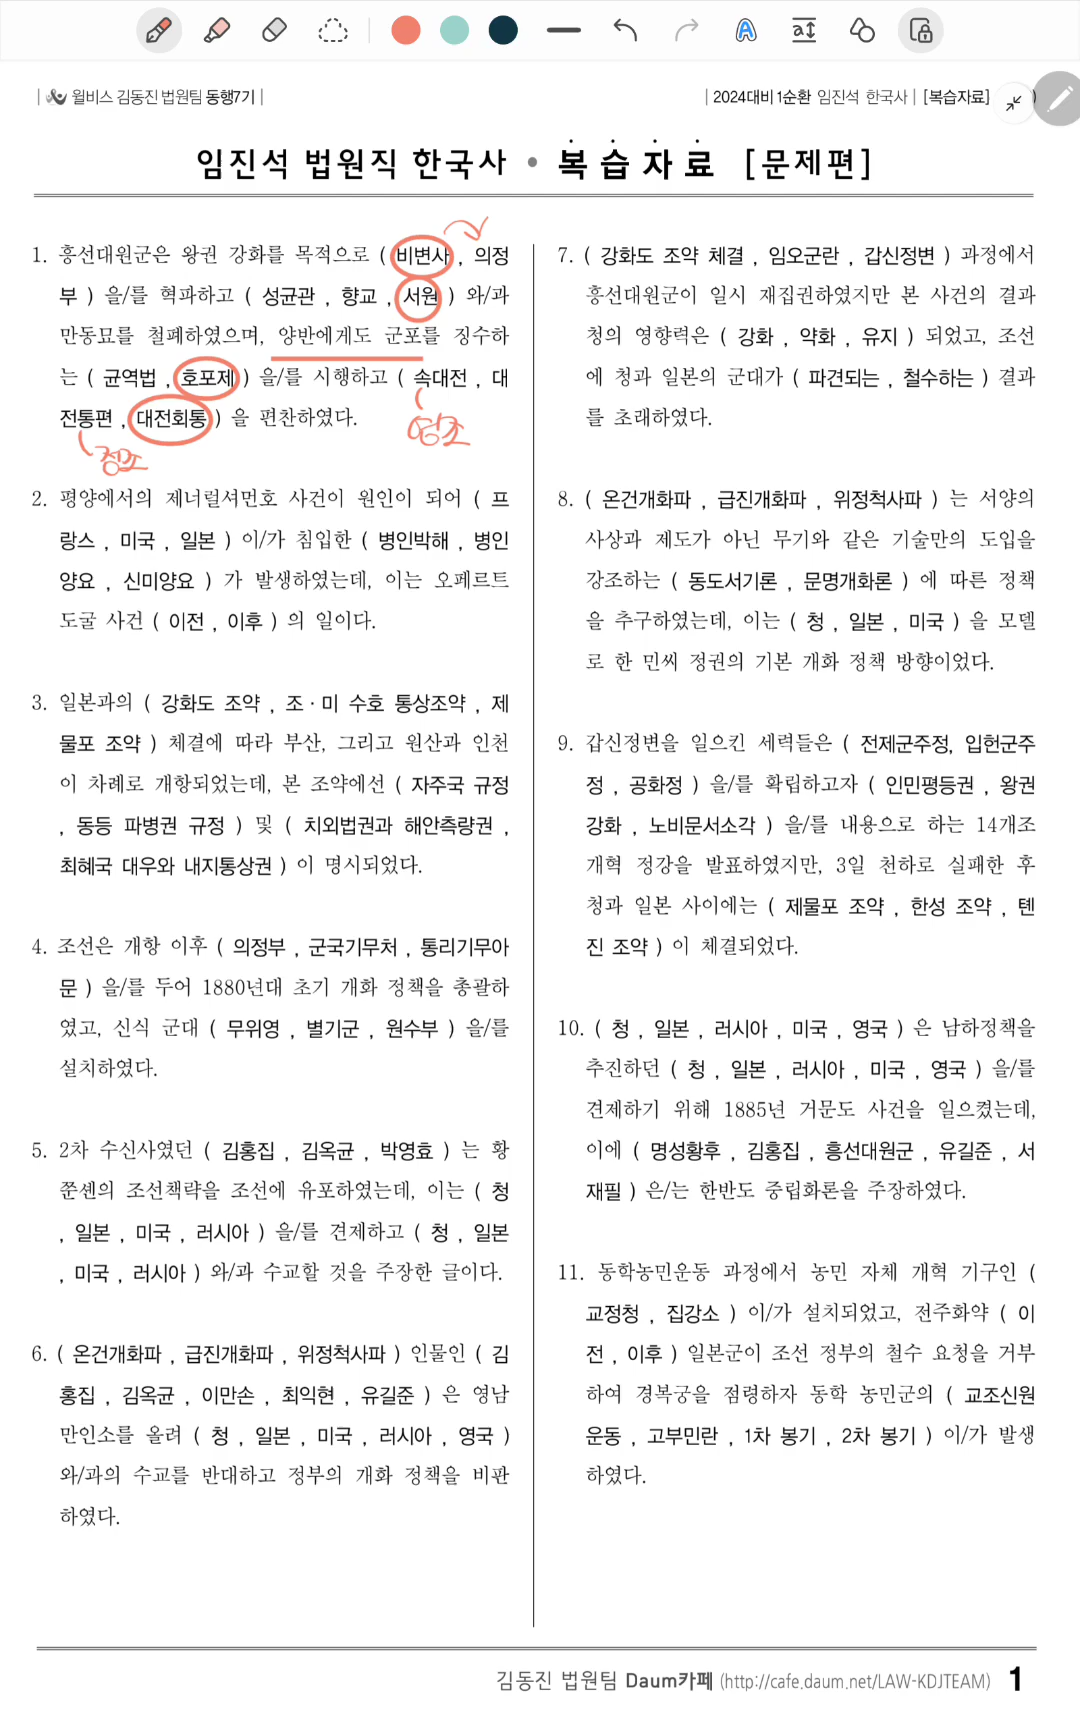 윌비스 김동진 법원팀 동행7기
2024대비 1순환 임진석 한국사 [복습자료]
임진석 법원직 한국사 • 복습자료 [문제편]
1. 흥선대원군은 왕권 강화를 목적으로 ( 비변사 , 의정
부 ) 을/를 혁파하고 ( 성균관 , 향교 , 서원 ) 와/과
만동묘를 철폐하였으며, 양반에게도 군포를 징수하
는 ( 균역법 , 호포제 ) 을/를 시행하고 ( 속대전 , 대
전통편 , 대전회통 ) 을 편찬하였다.
영조
정조
2. 평양에서의 제너럴셔먼호 사건이 원인이 되어 ( 프
랑스 , 미국 , 일본 ) 이/가 침입한 ( 병인박해 , 병인
양요 , 신미양요 ) 가 발생하였는데, 이는 오페르트
도굴 사건 ( 이전 , 이후 ) 의 일이다.
3. 일본과의 ( 강화도 조약 , 조·미 수호 통상조약 , 제
물포 조약 ) 체결에 따라 부산, 그리고 원산과 인천
이 차례로 개항되었는데, 본 조약에선 ( 자주국 규정
, 동등 파병권 규정 ) 및 ( 치외법권과 해안측량권 ,
최혜국 대우와 내지통상권 ) 이 명시되었다.
4. 조선은 개항 이후 ( 의정부 , 군국기무처 , 통리기무아
문 ) 을/를 두어 1880년대 초기 개화 정책을 총괄하
였고, 신식 군대 ( 무위영 , 별기군 , 원수부 ) 을/를
설치하였다.
5. 2차 수신사였던 ( 김홍집 , 김옥균 , 박영효 ) 는 황
쭌셴의 조선책략을 조선에 유포하였는데, 이는 ( 청
, 일본 , 미국 , 러시아 ) 을/를 견제하고 ( 청 , 일본
, 미국 , 러시아 ) 와/과 수교할 것을 주장한 글이다.
6. ( 온건개화파 , 급진개화파 , 위정척사파 ) 인물인 ( 김
홍집 , 김옥균 , 이만손 , 최익현 , 유길준 ) 은 영남
만인소를 올려 ( 청 , 일본 , 미국 , 러시아 , 영국 )
와/과의 수교를 반대하고 정부의 개화 정책을 비판
하였다.
7. ( 강화도 조약 체결 , 임오군란 , 갑신정변 ) 과정에서
흥선대원군이 일시 재집권하였지만 본 사건의 결과
청의 영향력은 ( 강화 , 약화 , 유지 ) 되었고, 조선
에 청과 일본의 군대가 ( 파견되는 , 철수하는 ) 결과
를 초래하였다.
8. ( 온건개화파 , 급진개화파 , 위정척사파 ) 는 서양의
사상과 제도가 아닌 무기와 같은 기술만의 도입을
강조하는 ( 동도서기론 , 문명개화론 ) 에 따른 정책
을 추구하였는데, 이는 ( 청 , 일본 , 미국 ) 을 모델
로 한 민씨 정권의 기본 개화 정책 방향이었다.
9. 갑신정변을 일으킨 세력들은 ( 전제군주정, 입헌군주
정 , 공화정 ) 을/를 확립하고자 ( 인민평등권 , 왕권
강화 , 노비문서소각 ) 을/를 내용으로 하는 14개조
개혁 정강을 발표하였지만, 3일 천하로 실패한 후
청과 일본 사이에는 ( 제물포 조약 , 한성 조약 , 톈
진 조약 ) 이 체결되었다.
10. ( 청 , 일본 , 러시아 , 미국 , 영국 ) 은 남하정책을
추진하던 ( 청 , 일본 , 러시아 , 미국 , 영국 ) 을/를
견제하기 위해 1885년 거문도 사건을 일으켰는데,
이에 ( 명성황후 , 김홍집 , 흥선대원군 , 유길준 , 서
재필 ) 은/는 한반도 중립화론을 주장하였다.
11. 동학농민운동 과정에서 농민 자체 개혁 기구인 (
교정청 , 집강소 ) 이/가 설치되었고, 전주화약 ( 이
전 , 이후 ) 일본군이 조선 정부의 철수 요청을 거부
하여 경복궁을 점령하자 동학 농민군의 ( 교조신원
운동 , 고부민란 , 1차 봉기 , 2차 봉기 ) 이/가 발생
하였다.
김동진 법원팀 Daum카페 (http://cafe.daum.net/LAW-KDJTEAM) 1